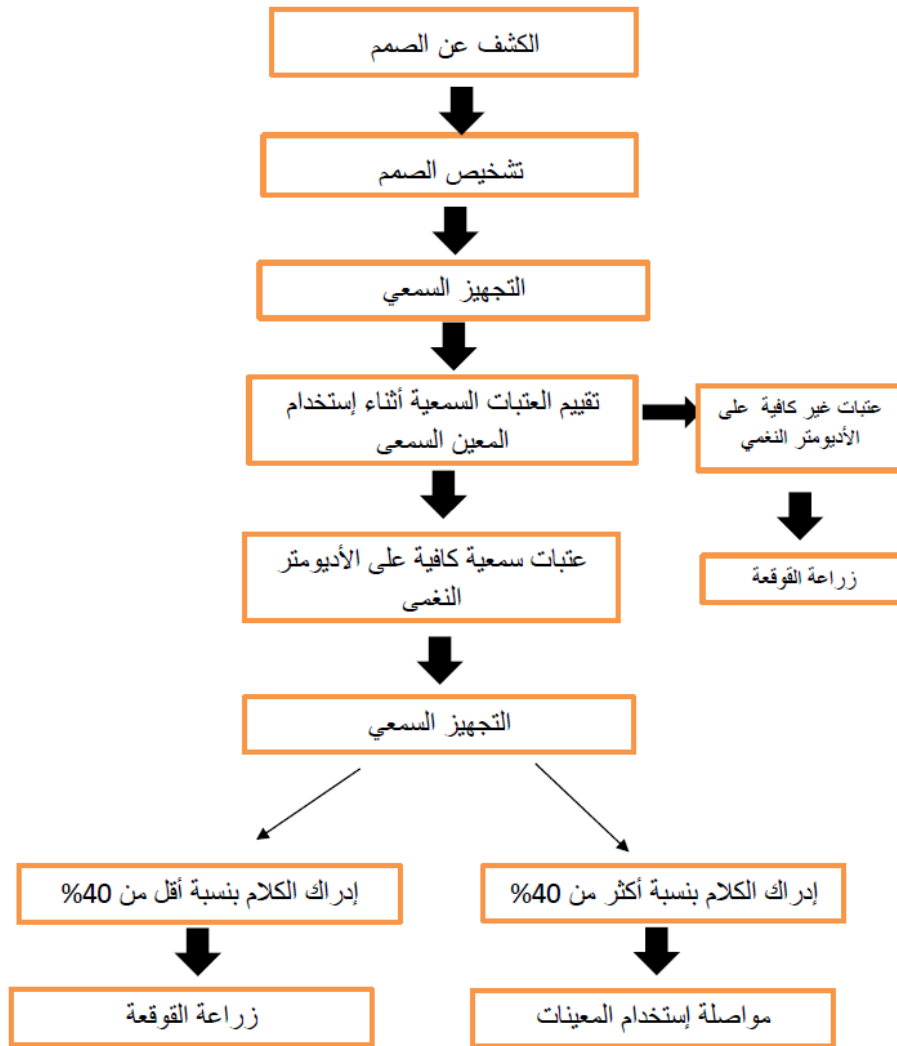 الكشف عن الصمم
تشخيص الصمم
التجهيز السمعي
تقييم العتبات السمعية أثناء إستخدام
المعين السمعى
عتبات غير كافية على
الأديومتر النغمي
عتبات سمعية كافية على الأديومتر
النغمى
زراعة القوقعة
التجهيز السمعي
إدراك الكلام بنسبة أكثر من 40%
إدراك الكلام بنسبة أقل من 40%
مواصلة إستخدام المعينات
زراعة القوقعة